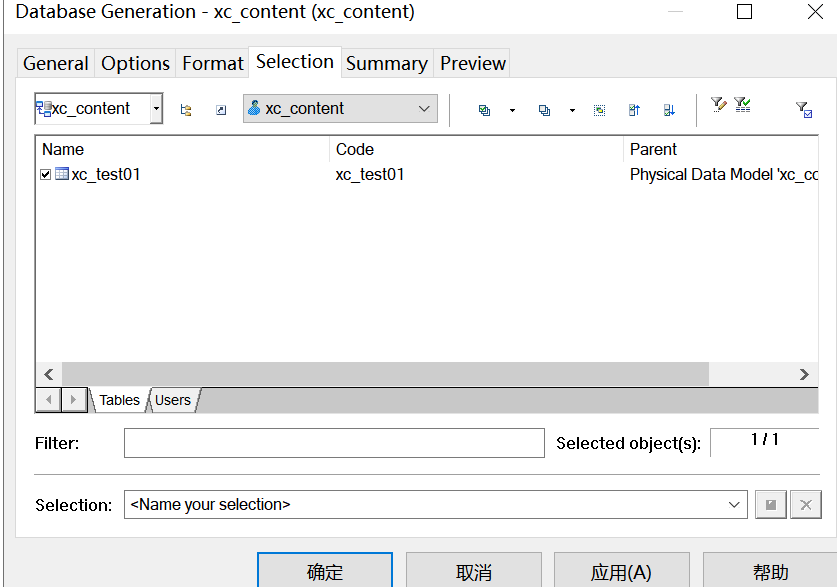 Database Generation - xc_content (xc_content)
General Options Format Selection Summary Preview
xc_content xc_content
Name Code Parent
xc_test01 xc_test01 Physical Data Model 'xc_co
Tables Users
Filter: Selected object(s): 1 / 1
Selection: <Name your selection>
确定 取消 应用(A) 帮助